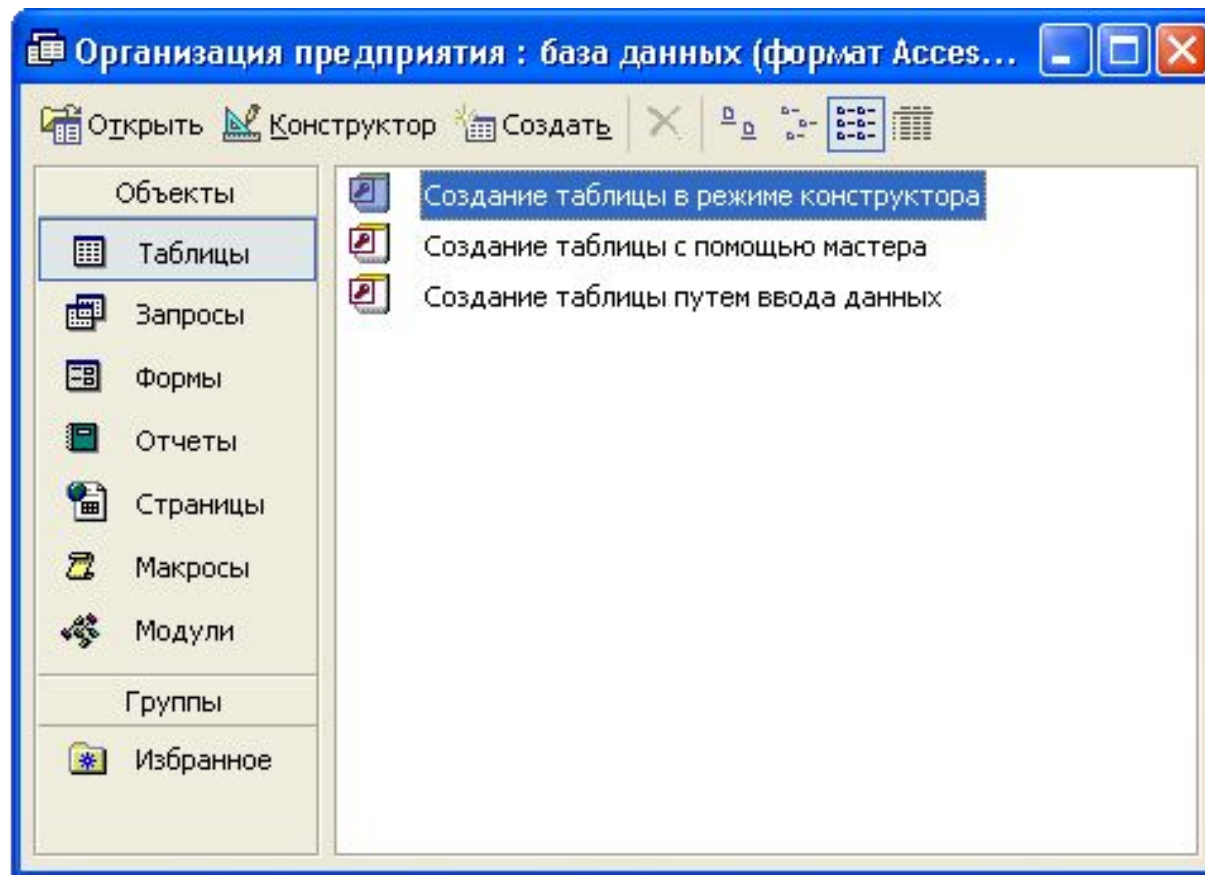 Организация предприятия : база данных (формат Acces...
Открыть Конструктор Создать
Объекты
Таблицы
Запросы
Формы
Отчеты
Страницы
Макросы
Модули
Группы
Избранное
Создание таблицы в режиме конструктора
Создание таблицы с помощью мастера
Создание таблицы путем ввода данных